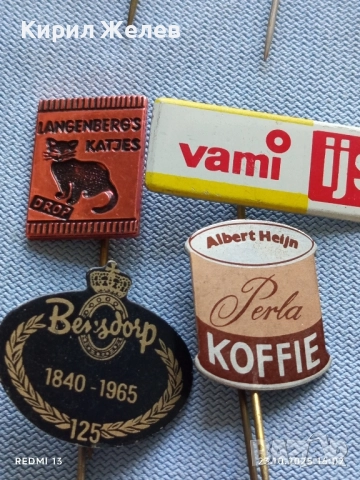 Кирил Желев
LANGENBERG'S
KATJES
DROP
vami ijs
Albert Heijn
Perla
KOFFIE
Bensdorp
1840-1965
125
REDMI 13